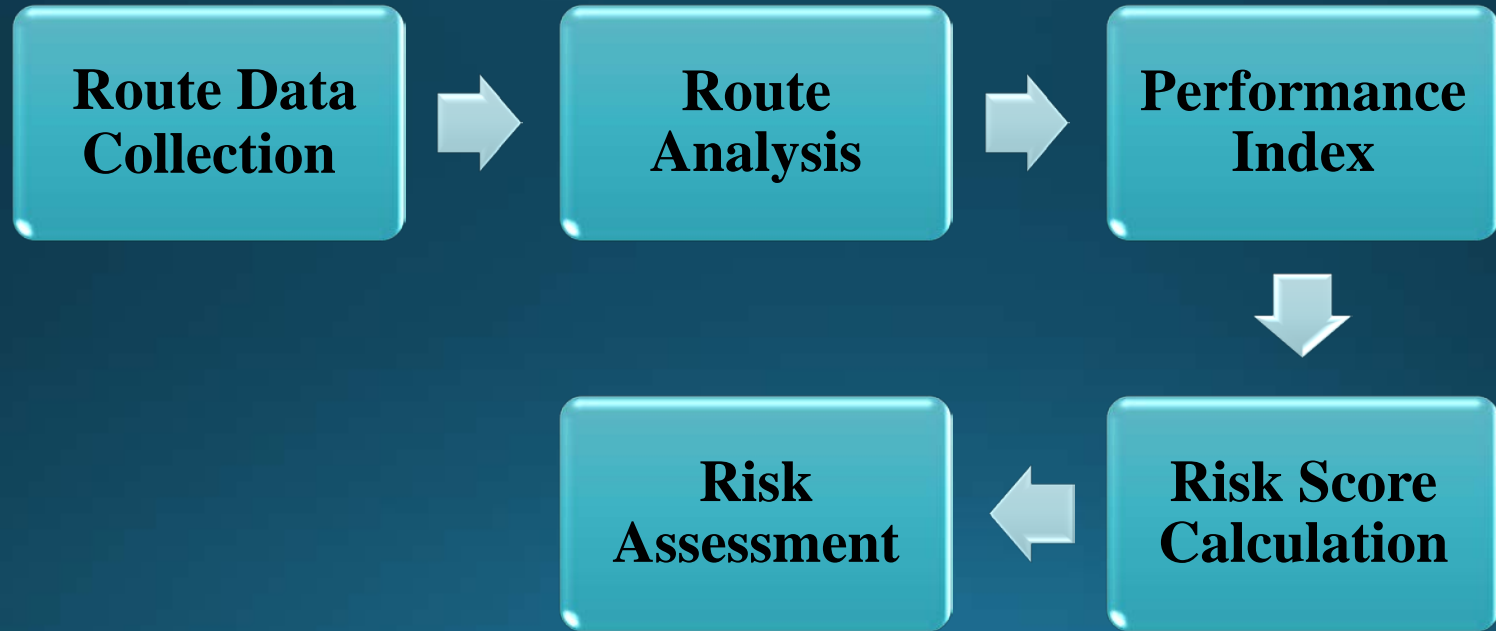 Route Data
Collection
Route
Analysis
Performance
Index
Risk Score
Calculation
Risk
Assessment